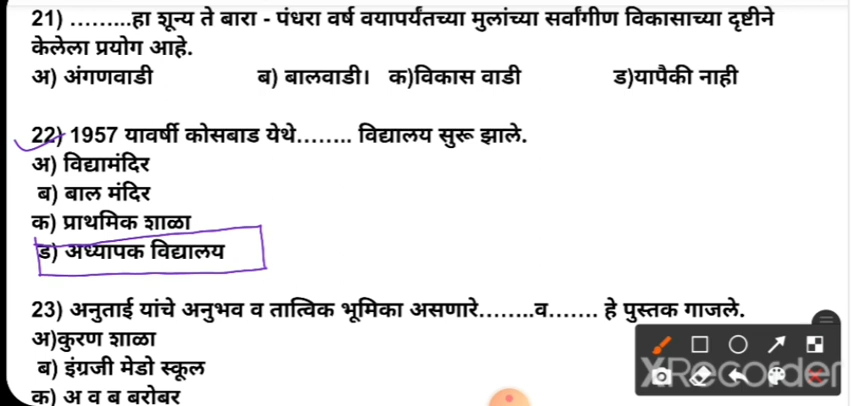 21) .........हा शून्य ते बारा - पंधरा वर्ष वयापर्यंतच्या मुलांच्या सर्वांगीण विकासाच्या दृष्टीने
केलेला प्रयोग आहे.
अ) अंगणवाडी ब) बालवाडी। क)विकास वाडी ड)यापैकी नाही
22) 1957 यावर्षी कोसबाड येथे........ विद्यालय सुरू झाले.
अ) विद्यामंदिर
ब) बाल मंदिर
क) प्राथमिक शाळा
ड) अध्यापक विद्यालय
23) अनुताई यांचे अनुभव व तात्विक भूमिका असणारे........व....... हे पुस्तक गाजले.
अ)कुरण शाळा
ब) इंग्रजी मेडो स्कूल
क) अ व ब बरोबर
XRecorder